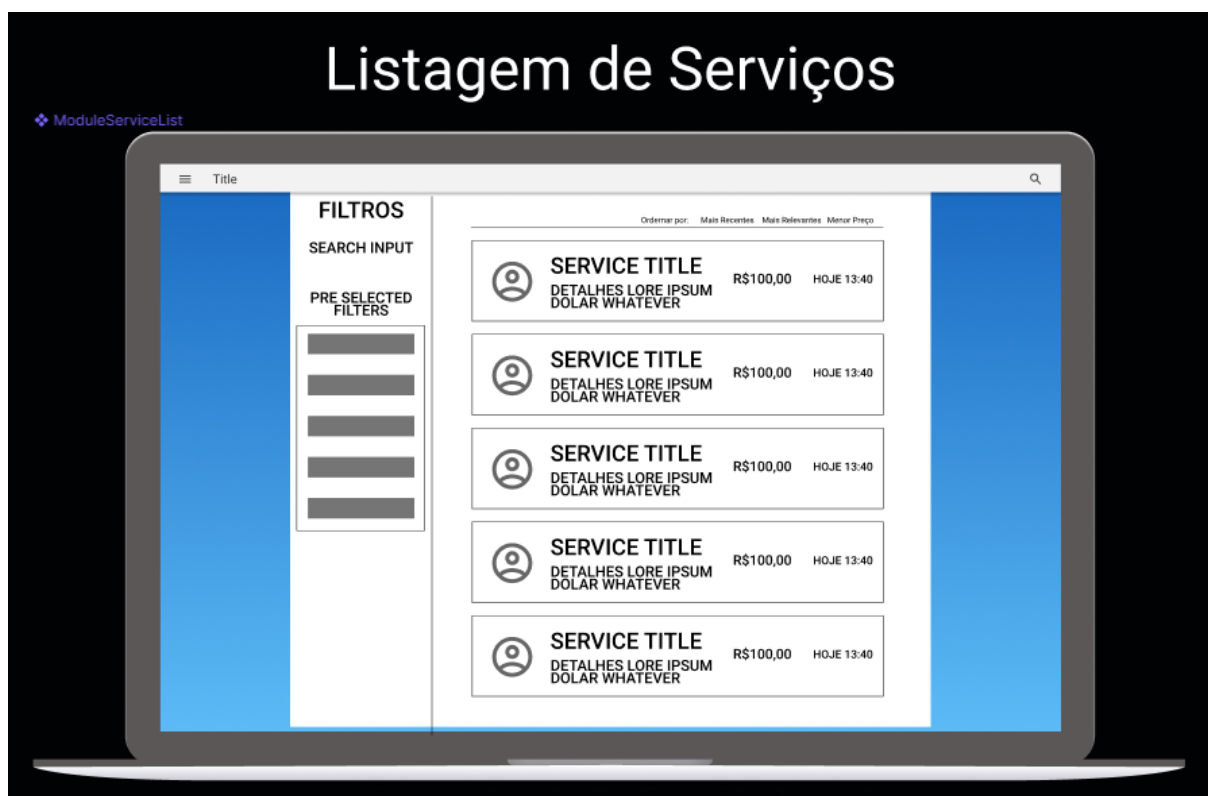 Listagem de Serviços
ModuleServiceList
Title
FILTROS
SEARCH INPUT
PRE SELECTED
FILTERS
Ordernar por: Mais Recentes Mais Relevantes Menor Preço
SERVICE TITLE
DETALHES LORE IPSUM
DOLAR WHATEVER
R$100,00
HOJE 13:40
SERVICE TITLE
DETALHES LORE IPSUM
DOLAR WHATEVER
R$100,00
HOJE 13:40
SERVICE TITLE
DETALHES LORE IPSUM
DOLAR WHATEVER
R$100,00
HOJE 13:40
SERVICE TITLE
DETALHES LORE IPSUM
DOLAR WHATEVER
R$100,00
HOJE 13:40
SERVICE TITLE
DETALHES LORE IPSUM
DOLAR WHATEVER
R$100,00
HOJE 13:40